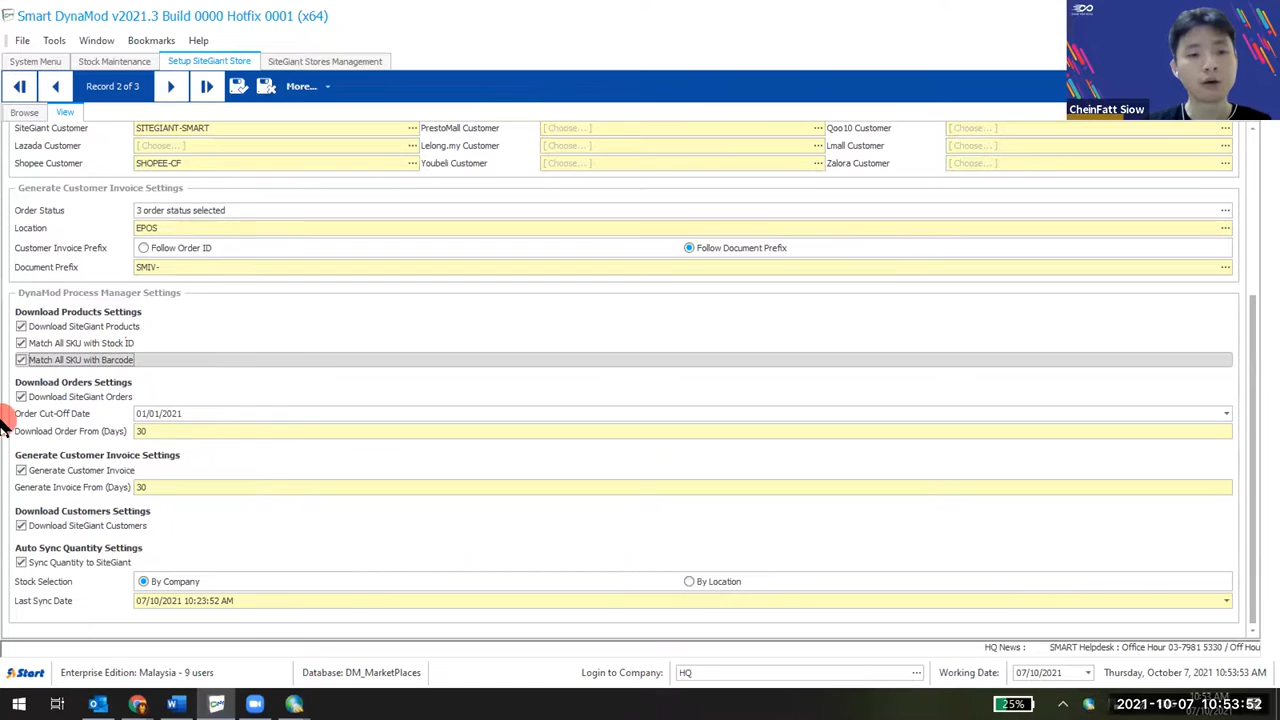 Smart DynaMod v2021.3 Build 0000 Hotfix 0001 (x64)
File Tools Window Bookmarks Help
System Menu Stock Maintenance Setup SiteGiant Store SiteGiant Stores Management
CheinFatt Siow
Record 2 of 3 More...
Browse View
SiteGiant Customer SITEGIANT-SMART ... PrestoMall Customer [ Choose... ] ... Qoo10 Customer [ Choose... ] ...
Lazada Customer [ Choose... ] ... Lelong.my Customer [ Choose... ] ... Lmall Customer [ Choose... ] ...
Shopee Customer SHOPEE-CF ... Youbeli Customer [ Choose... ] ... Zalora Customer [ Choose... ] ...
Generate Customer Invoice Settings
Order Status 3 order status selected ...
Location EPOS ...
Customer Invoice Prefix Follow Order ID Follow Document Prefix
Document Prefix SMIV- ...
DynaMod Process Manager Settings
Download Products Settings
Download SiteGiant Products
Match All SKU with Stock ID
Match All SKU with Barcode
Download Orders Settings
Download SiteGiant Orders
Order Cut-Off Date 01/01/2021
Download Order From (Days) 30
Generate Customer Invoice Settings
Generate Customer Invoice
Generate Invoice From (Days) 30
Download Customers Settings
Download SiteGiant Customers
Auto Sync Quantity Settings
Sync Quantity to SiteGiant
Stock Selection By Company By Location
Last Sync Date 07/10/2021 10:23:52 AM
HQ News : SMART Helpdesk : Office Hour 03-7981 5330 / Off Hou
Start Enterprise Edition: Malaysia - 9 users Database: DM_MarketPlaces Login to Company: HQ ... Working Date: 07/10/2021 Thursday, October 7, 2021 10:53:53 AM
25% 2021-10-07 10:53:52